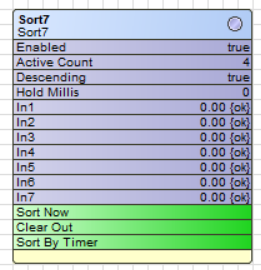 Sort7
Sort7
Enabled true
Active Count 4
Descending true
Hold Millis 0
In1 0.00 {ok}
In2 0.00 {ok}
In3 0.00 {ok}
In4 0.00 {ok}
In5 0.00 {ok}
In6 0.00 {ok}
In7 0.00 {ok}
Sort Now
Clear Out
Sort By Timer